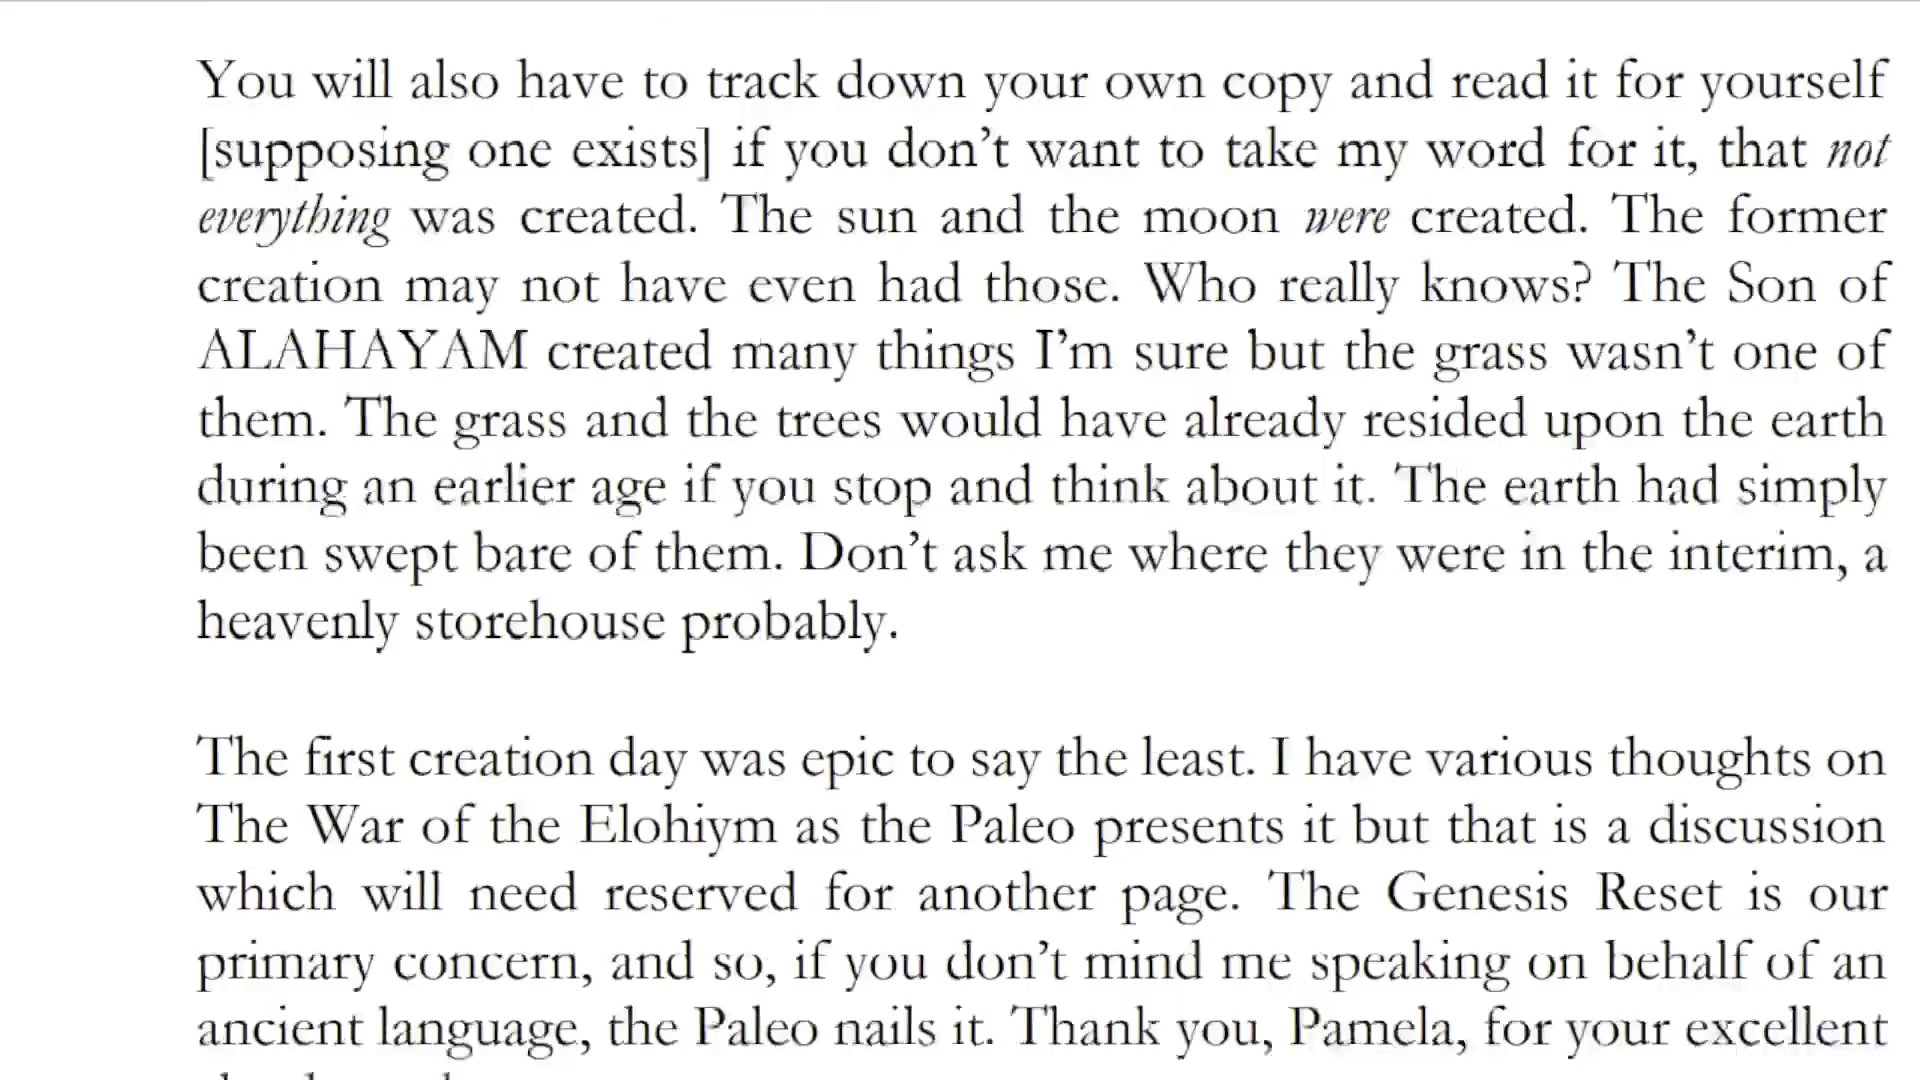 You will also have to track down your own copy and read it for yourself
[supposing one exists] if you don’t want to take my word for it, that not
everything was created. The sun and the moon were created. The former
creation may not have even had those. Who really knows? The Son of
ALAHAYAM created many things I’m sure but the grass wasn’t one of
them. The grass and the trees would have already resided upon the earth
during an earlier age if you stop and think about it. The earth had simply
been swept bare of them. Don’t ask me where they were in the interim, a
heavenly storehouse probably.
The first creation day was epic to say the least. I have various thoughts on
The War of the Elohiym as the Paleo presents it but that is a discussion
which will need reserved for another page. The Genesis Reset is our
primary concern, and so, if you don’t mind me speaking on behalf of an
ancient language, the Paleo nails it. Thank you, Pamela, for your excellent